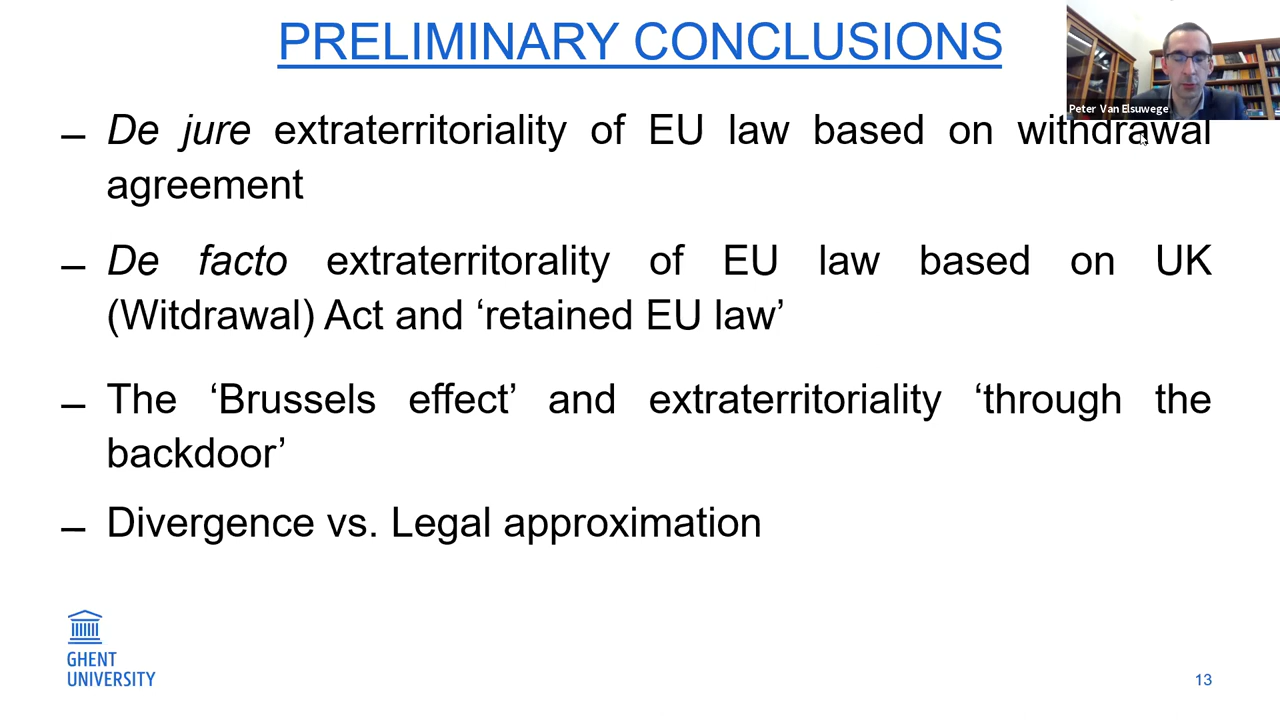 PRELIMINARY CONCLUSIONS
Peter Van Elsuwege
– De jure extraterritoriality of EU law based on withdrawal
agreement
– De facto extraterritorality of EU law based on UK
(Witdrawal) Act and ‘retained EU law’
– The ‘Brussels effect’ and extraterritoriality ‘through the
backdoor’
– Divergence vs. Legal approximation
GHENT
UNIVERSITY
13